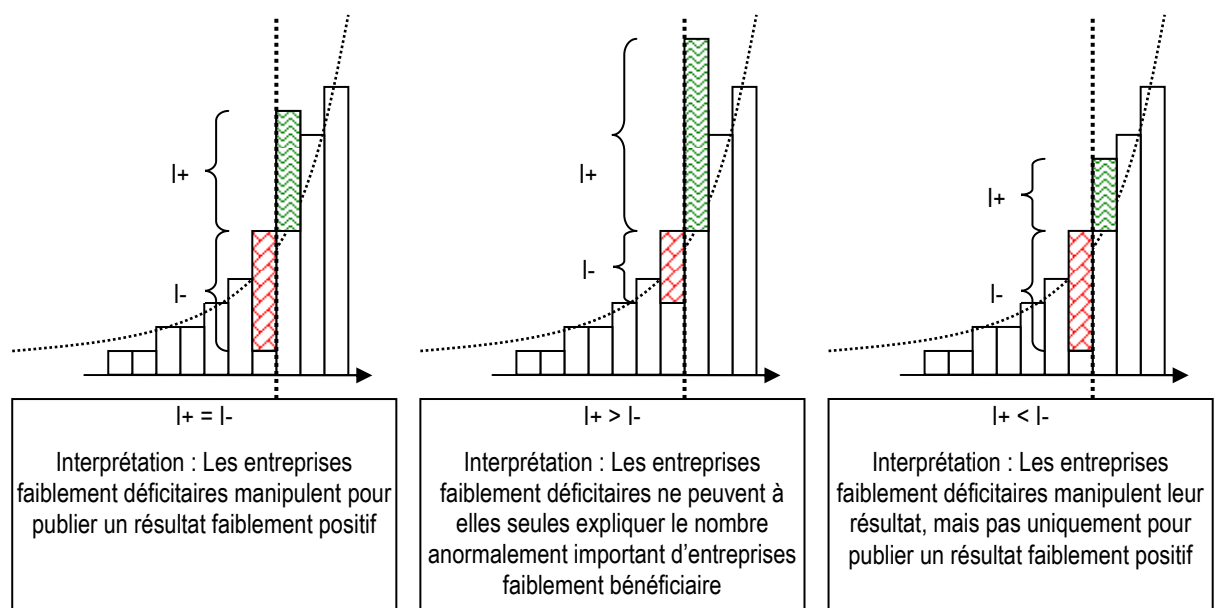 I+
I-
I+
I-
I+
I-
I+ = I-
Interprétation : Les entreprises
faiblement déficitaires manipulent pour
publier un résultat faiblement positif
I+ > I-
Interprétation : Les entreprises
faiblement déficitaires ne peuvent à
elles seules expliquer le nombre
anormalement important d’entreprises
faiblement bénéficiaire
I+ < I-
Interprétation : Les entreprises
faiblement déficitaires manipulent leur
résultat, mais pas uniquement pour
publier un résultat faiblement positif